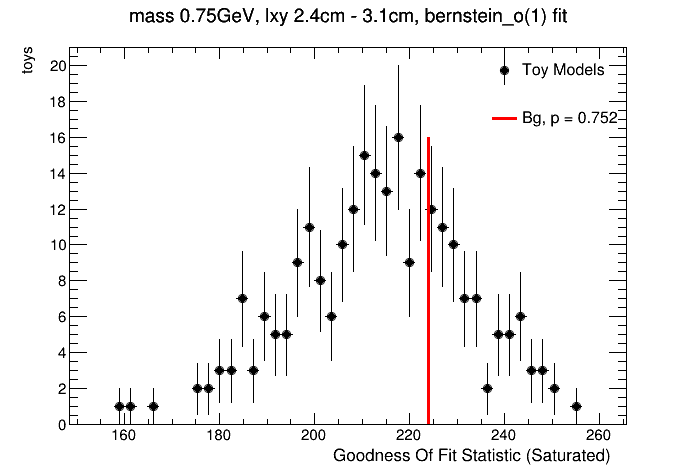 mass 0.75GeV, lxy 2.4cm - 3.1cm, bernstein_o(1) fit
toys
20
18
16
14
12
10
8
6
4
2
0
Toy Models
Bg, p = 0.752
160 180 200 220 240 260
Goodness Of Fit Statistic (Saturated)